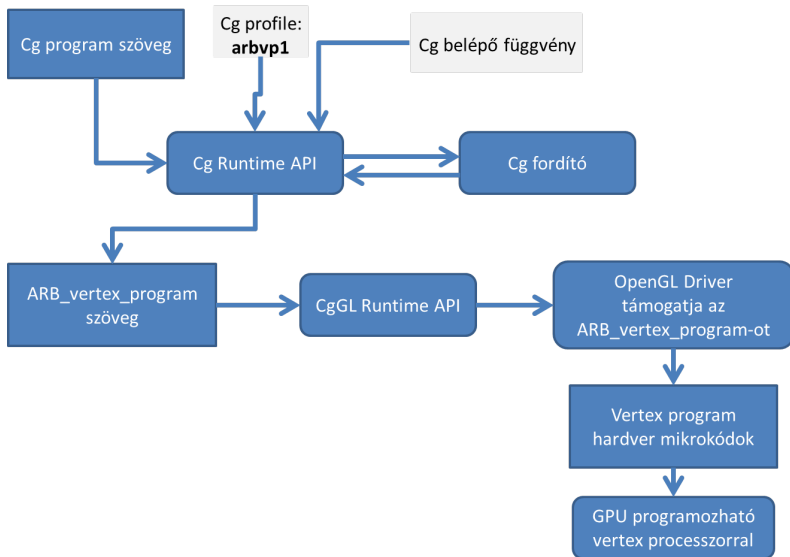 Cg program szöveg
Cg profile:
arbvp1
Cg belépő függvény
Cg Runtime API
Cg fordító
ARB_vertex_program
szöveg
CgGL Runtime API
OpenGL Driver
támogatja az
ARB_vertex_program-ot
Vertex program
hardver mikrokódok
GPU programozható
vertex processzorral